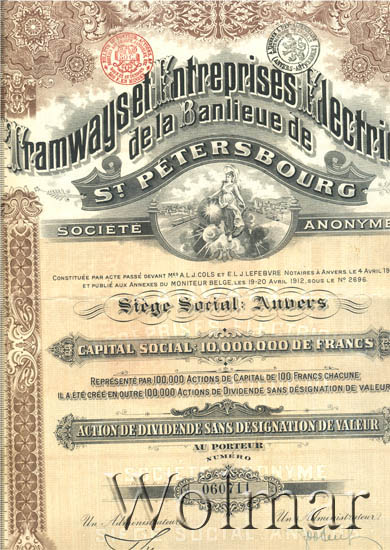 Tramways et Entreprises Electri
de la Banlieue de
ST PÉTERSBOURG
SOCIÉTÉ ANONYME
CONSTITUÉE PAR ACTE PASSÉ DEVANT MES A.L.J. COLS ET E.L.J. LEFEBVRE NOTAIRES À ANVERS LE 4 AVRIL 19
ET PUBLIÉ AUX ANNEXES DU MONITEUR BELGE, LES 19-20 AVRIL 1912, SOUS LE NO 2696.
Siège Social: Anvers
CAPITAL SOCIAL: 10,000,000 DE FRANCS
REPRÉSENTÉ PAR 100,000 ACTIONS DE CAPITAL DE 100 FRANCS CHACUNE
IL A ÉTÉ CRÉÉ EN OUTRE 100,000 ACTIONS DE DIVIDENDE SANS DÉSIGNATION DE VALEUR
ACTION DE DIVIDENDE SANS DÉSIGNATION DE VALEUR
AU PORTEUR
NUMÉRO
SOCIÉTÉ ANONYME
060711
Wolmar
Un Administrateur
Un Administrateur